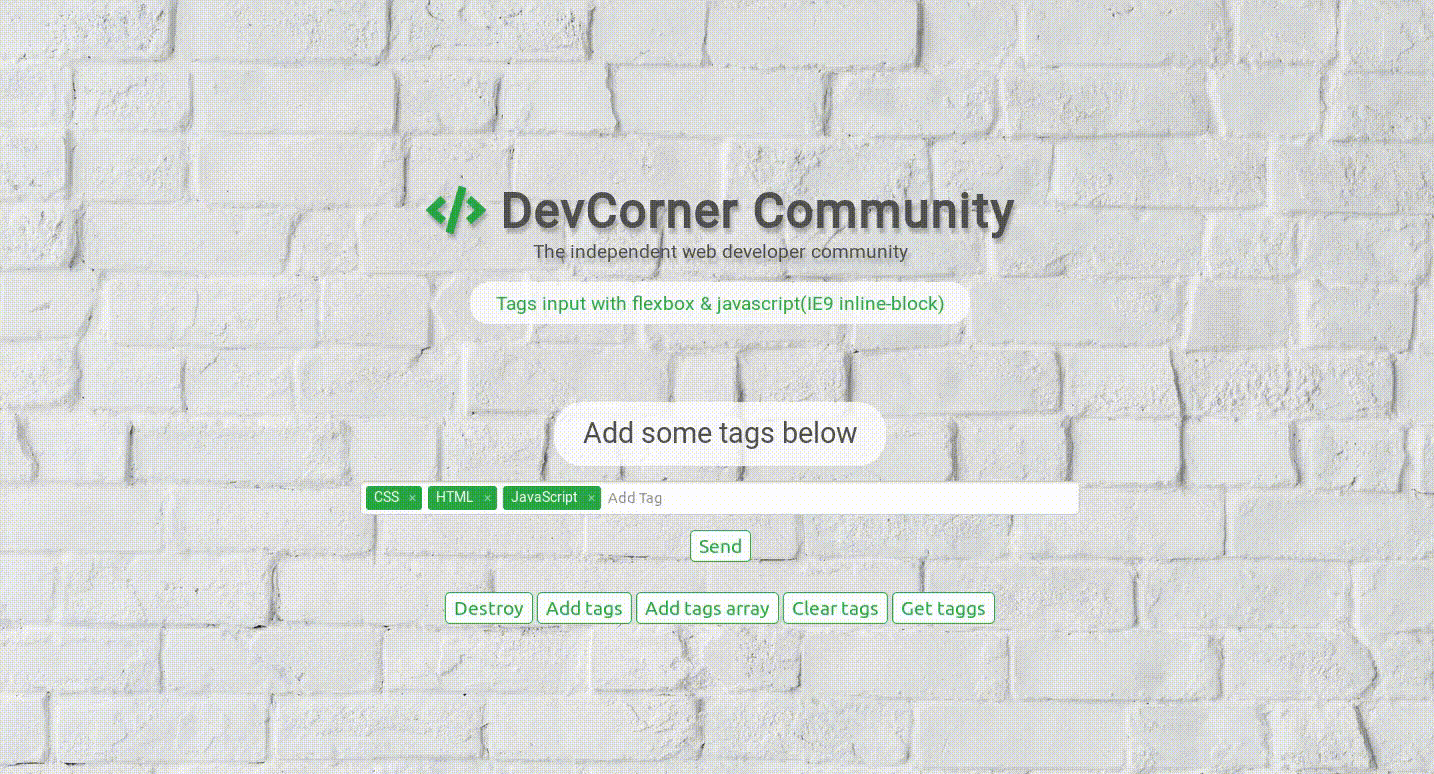 </> DevCorner Community
The independent web developer community
Tags input with flexbox & javascript(IE9 inline-block)
Add some tags below
CSS × HTML × JavaScript × Add Tag
Send
Destroy Add tags Add tags array Clear tags Get taggs